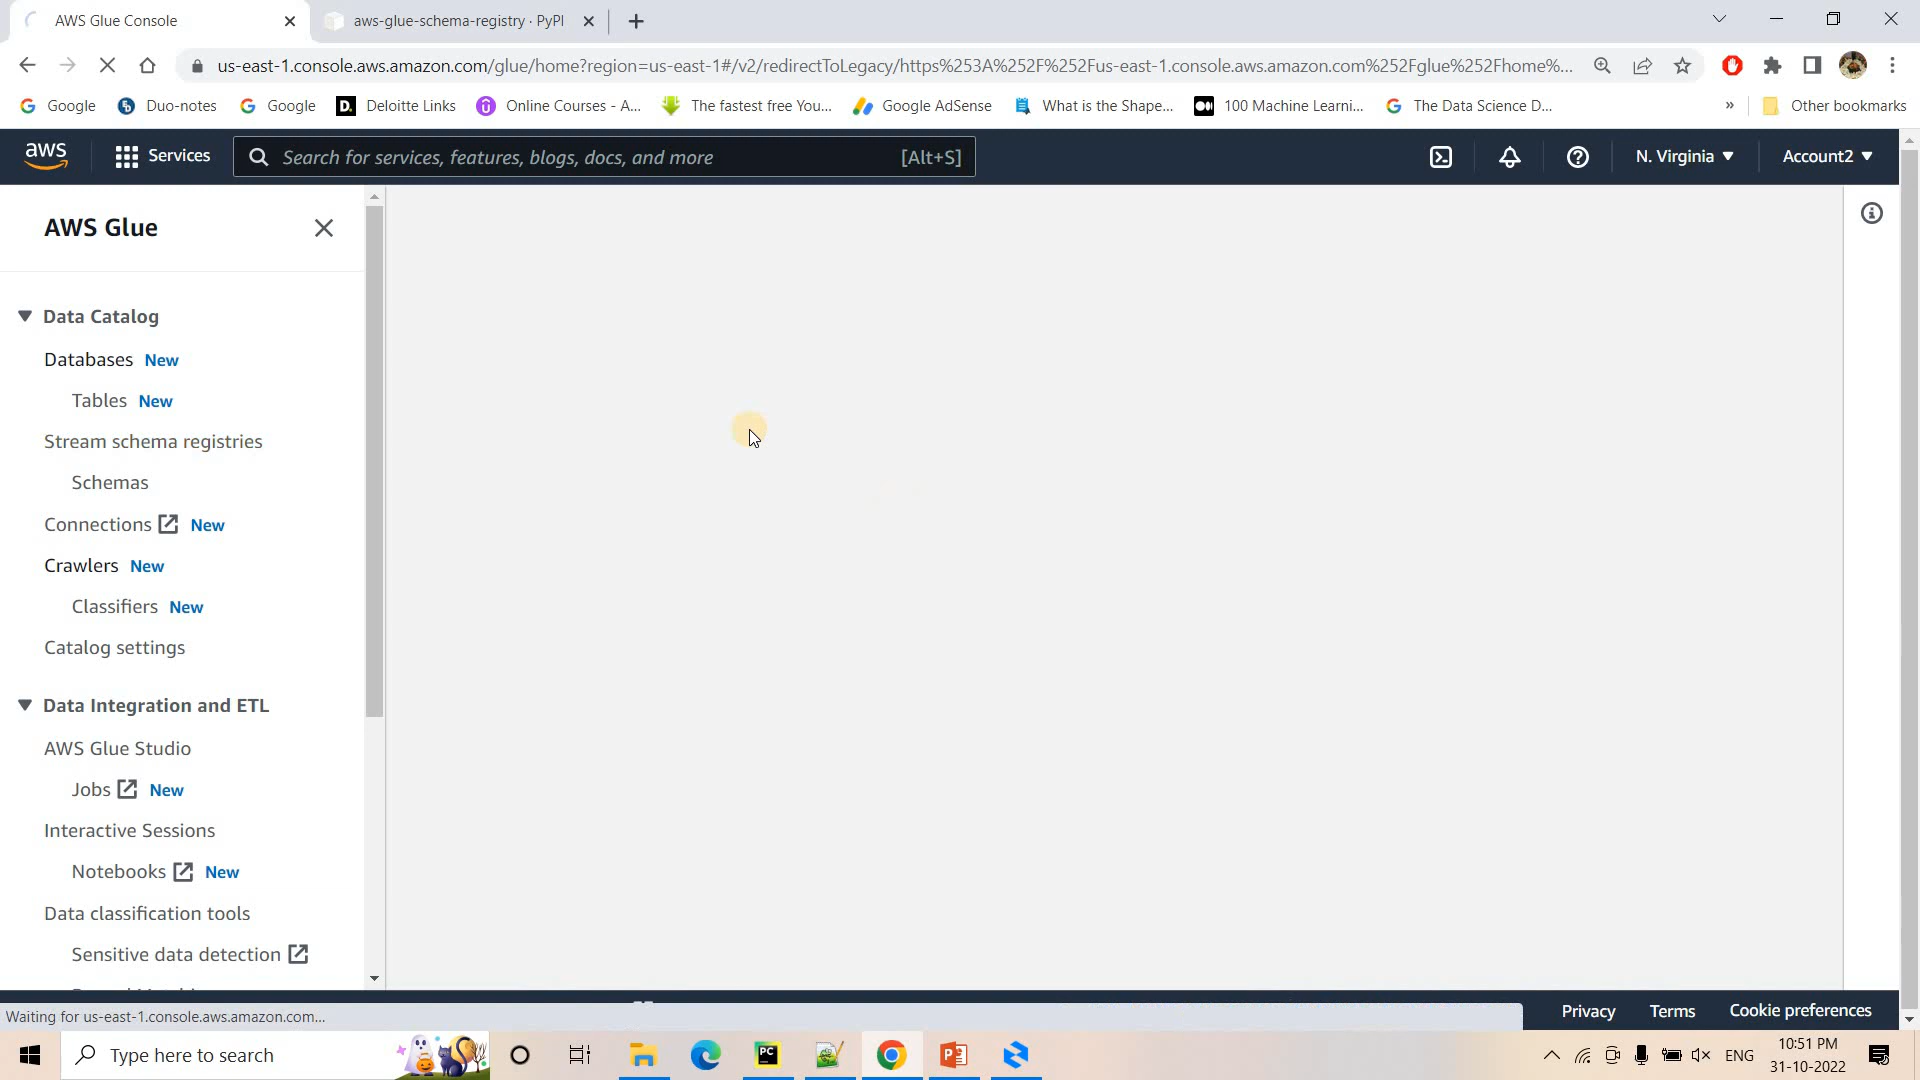 AWS Glue Console
aws-glue-schema-registry · PyPI
us-east-1.console.aws.amazon.com/glue/home?region=us-east-1#/v2/redirectToLegacy/https%253A%252F%252Fus-east-1.console.aws.amazon.com%252Fglue%252Fhome%...
Google
Duo-notes
Google
Deloitte Links
Online Courses - A...
The fastest free You...
Google AdSense
What is the Shape...
100 Machine Learni...
The Data Science D...
»
Other bookmarks
aws
Services
Search for services, features, blogs, docs, and more
[Alt+S]
N. Virginia
Account2
AWS Glue
Data Catalog
Databases New
Tables New
Stream schema registries
Schemas
Connections New
Crawlers New
Classifiers New
Catalog settings
Data Integration and ETL
AWS Glue Studio
Jobs New
Interactive Sessions
Notebooks New
Data classification tools
Sensitive data detection
Privacy
Terms
Cookie preferences
Waiting for us-east-1.console.aws.amazon.com...
Type here to search
PC
ENG
10:51 PM
31-10-2022